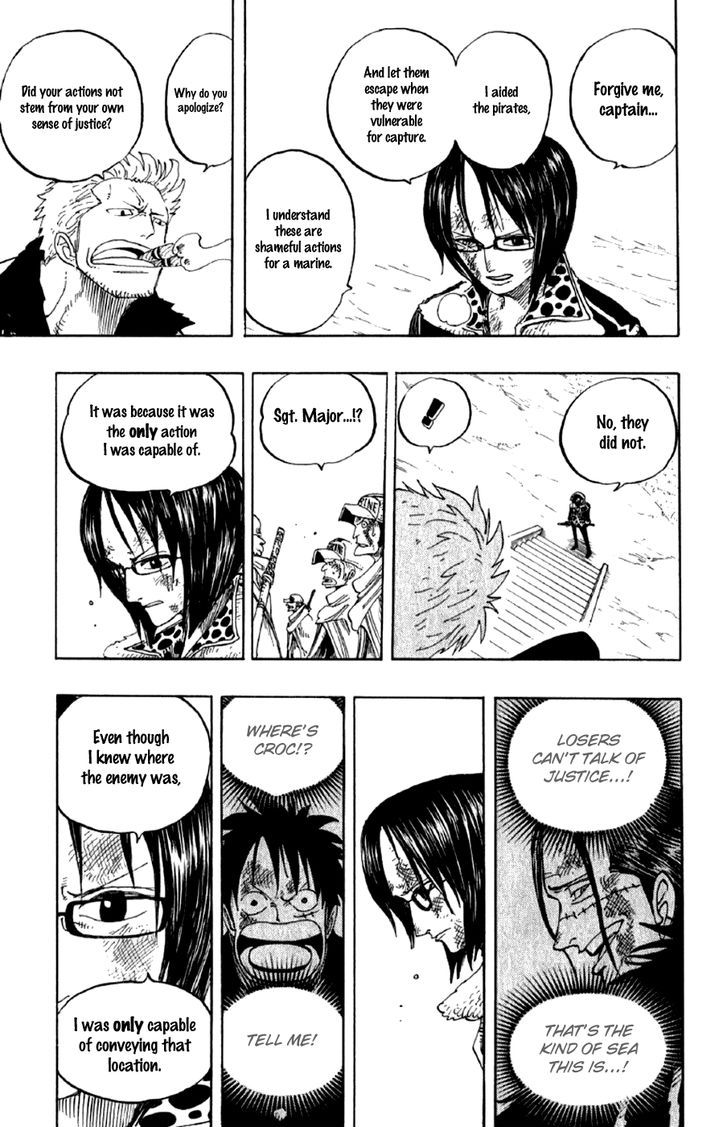 Forgive me,
captain...
I aided
the pirates,
And let them
escape when
they were
vulnerable
for capture.
I understand
these are
shameful actions
for a marine.
Why do you
apologize?
Did your actions not
stem from your own
sense of justice?
No, they
did not.
!!
Sgt. Major...!?
INE
It was because it was
the only action
I was capable of.
LOSERS
CAN'T TALK OF
JUSTICE...!
THAT'S THE
KIND OF SEA
THIS IS...!
WHERE'S
CROC!?
TELL ME!
Even though
I knew where
the enemy was,
I was only capable
of conveying that
location.